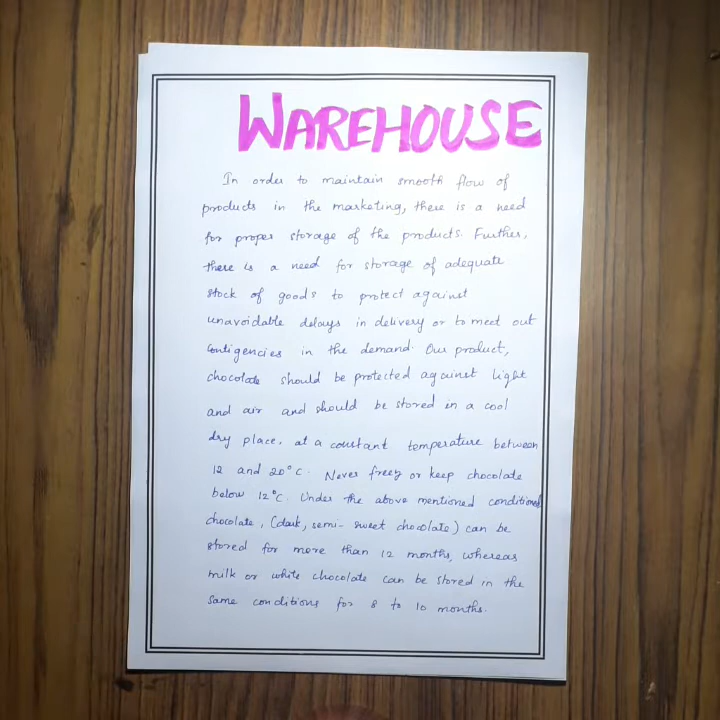 WAREHOUSE
In order to maintain smooth flow of
products in the marketing, there is a need
for proper storage of the products. Further,
there is a need for storage of adequate
stock of goods to protect against
unavoidable delays in delivery or to meet out
contigencies in the demand. Our product,
chocolate should be protected against light
and air and should be stored in a cool
dry place, at a constant temperature between
12 and 20°C. Never freez or keep chocolate
below 12°C. Under the above mentioned conditioned
chocolate, (dark, semi- sweet chocolate) can be
stored for more than 12 months, whereas
milk or white chocolate can be stored in the
same conditions for 8 to 10 months.